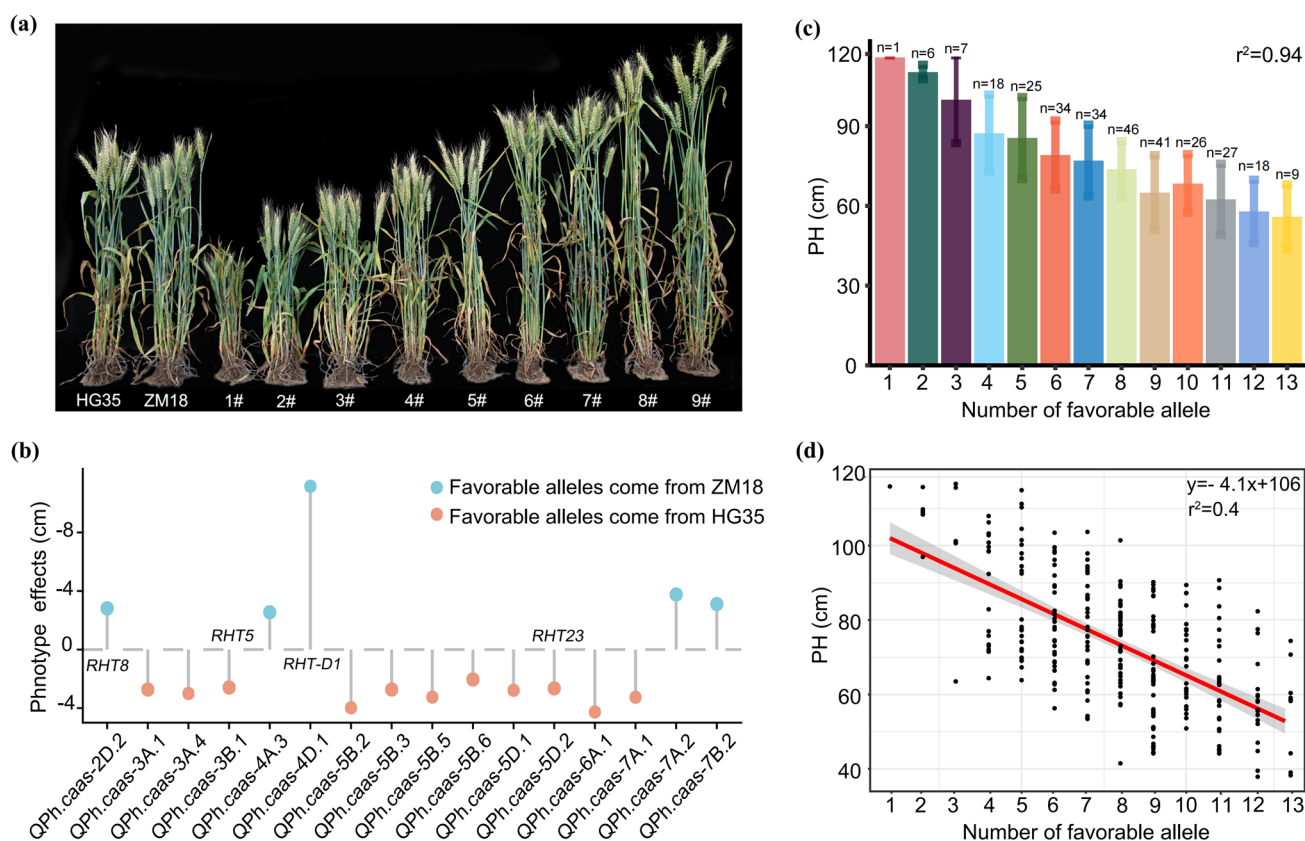 (a)
HG35 ZM18 1# 2# 3# 4# 5# 6# 7# 8# 9#
(b)
Phnotype effects (cm)
-8
-4
0
-4
Favorable alleles come from ZM18
Favorable alleles come from HG35
RHT8
RHT5
RHT-D1
RHT23
QPh.caas-2D.2
QPh.caas-3A.1
QPh.caas-3A.4
QPh.caas-3B.1
QPh.caas-4A.3
QPh.caas-4D.1
QPh.caas-5B.2
QPh.caas-5B.3
QPh.caas-5B.5
QPh.caas-5B.6
QPh.caas-5D.1
QPh.caas-5D.2
QPh.caas-6A.1
QPh.caas-7A.1
QPh.caas-7A.2
QPh.caas-7B.2
(c)
r²=0.94
PH (cm)
120
90
60
30
0
n=1
n=6
n=7
n=18
n=25
n=34
n=34
n=46
n=41
n=26
n=27
n=18
n=9
1 2 3 4 5 6 7 8 9 10 11 12 13
Number of favorable allele
(d)
y=- 4.1x+106
r²=0.4
PH (cm)
120
100
80
60
40
1 2 3 4 5 6 7 8 9 10 11 12 13
Number of favorable allele